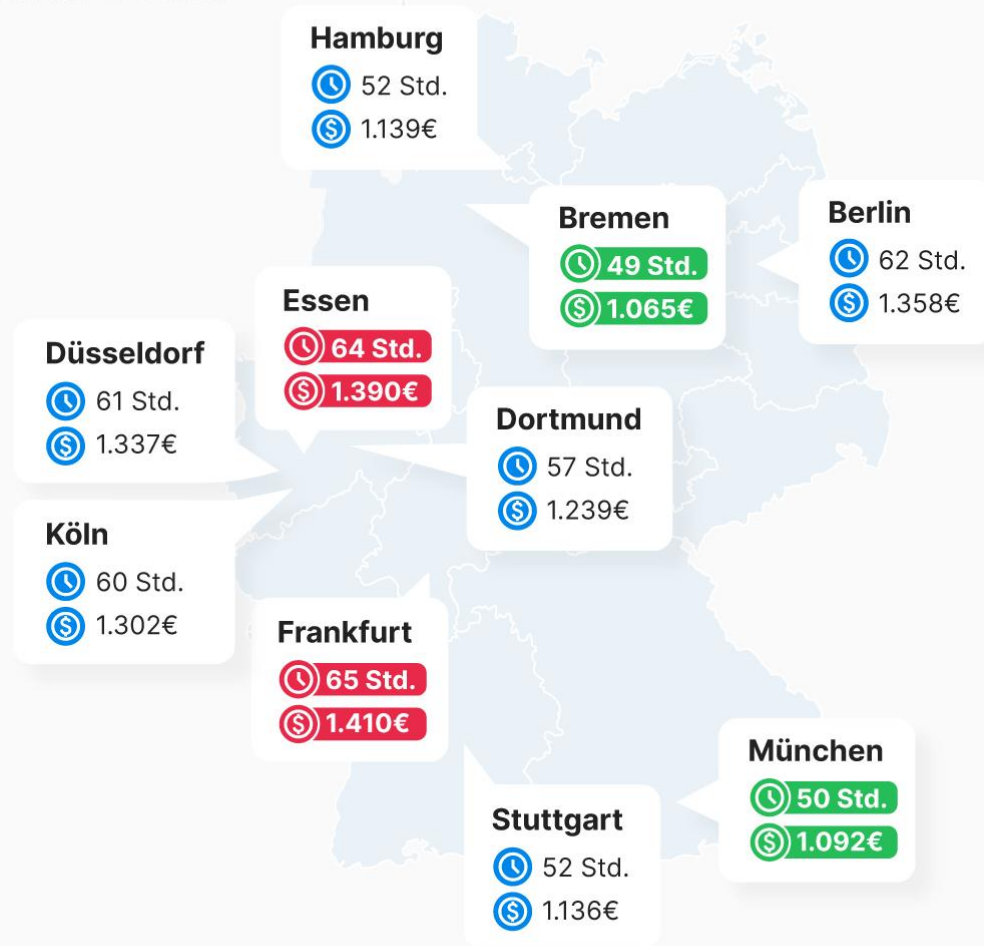 Hamburg
52 Std.
1.139€
Bremen
49 Std.
1.065€
Berlin
62 Std.
1.358€
Essen
64 Std.
1.390€
Düsseldorf
61 Std.
1.337€
Dortmund
57 Std.
1.239€
Köln
60 Std.
1.302€
Frankfurt
65 Std.
1.410€
München
50 Std.
1.092€
Stuttgart
52 Std.
1.136€